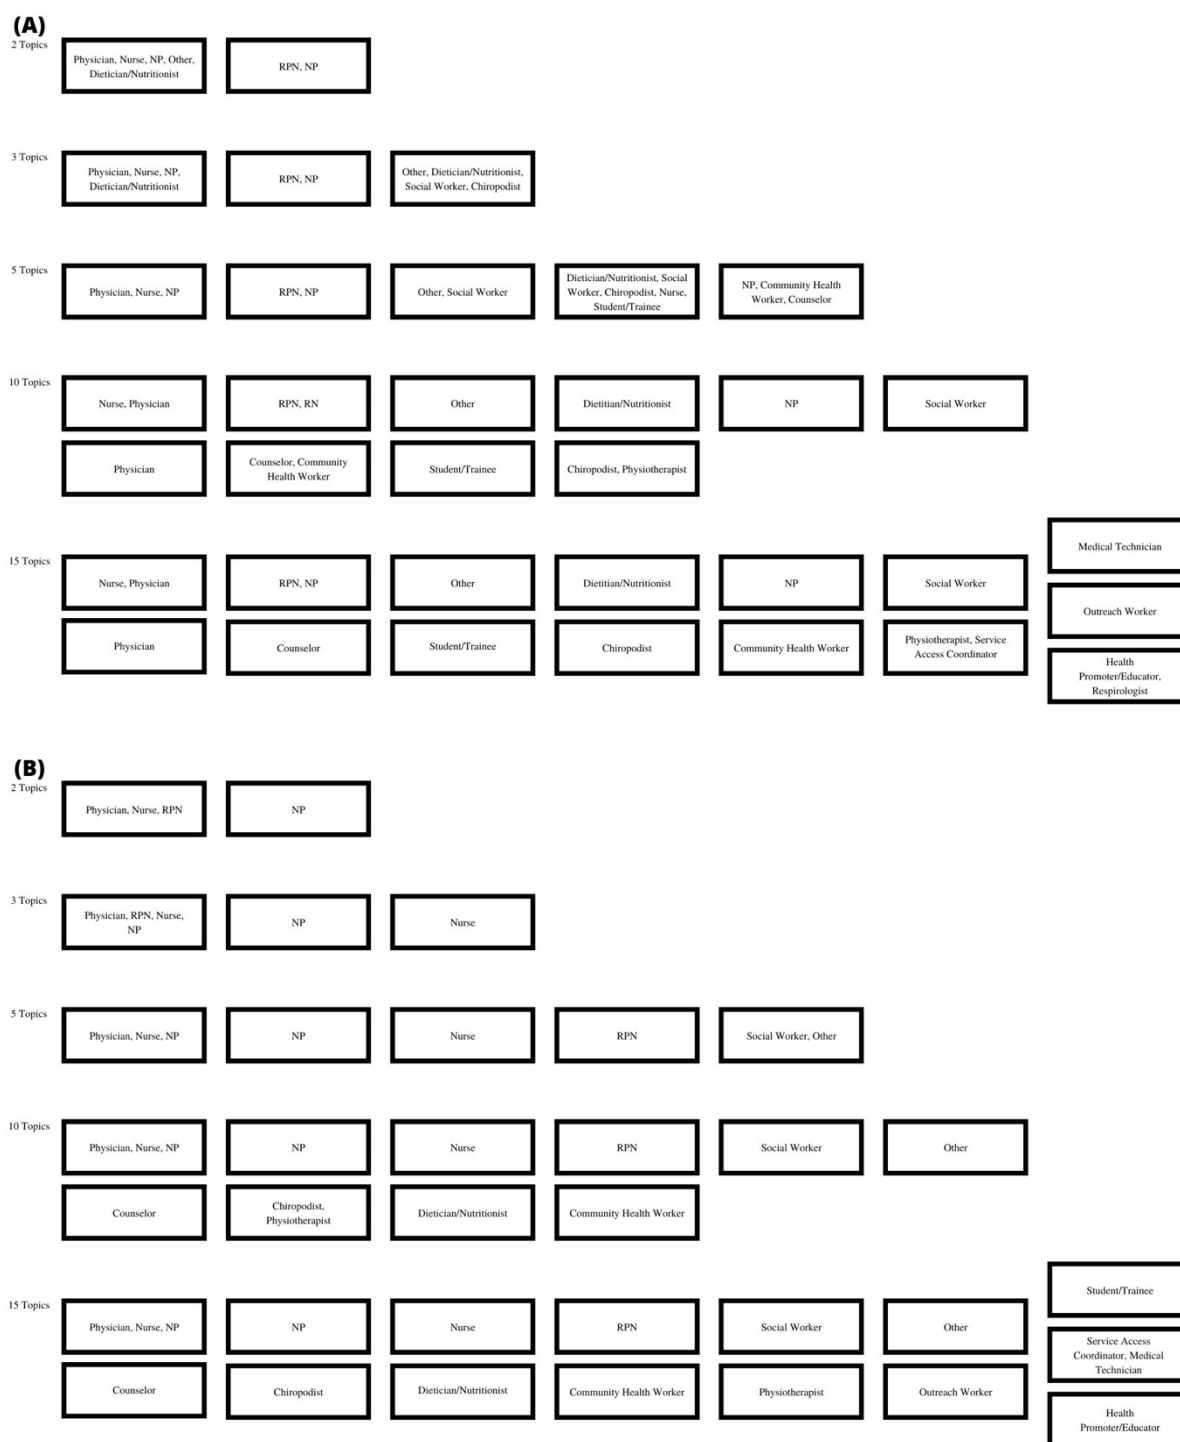 (A)
2 Topics
Physician, Nurse, NP, Other,
Dietician/Nutritionist
RPN, NP
3 Topics
Physician, Nurse, NP,
Dietician/Nutritionist
RPN, NP
Other, Dietician/Nutritionist,
Social Worker, Chiropodist
5 Topics
Physician, Nurse, NP
RPN, NP
Other, Social Worker
Dietician/Nutritionist, Social
Worker, Chiropodist, Nurse,
Student/Trainee
NP, Community Health
Worker, Counselor
10 Topics
Nurse, Physician
RPN, RN
Other
Dietitian/Nutritionist
NP
Social Worker
Physician
Counselor, Community
Health Worker
Student/Trainee
Chiropodist, Physiotherapist
15 Topics
Nurse, Physician
RPN, NP
Other
Dietitian/Nutritionist
NP
Social Worker
Medical Technician
Outreach Worker
Physician
Counselor
Student/Trainee
Chiropodist
Community Health Worker
Physiotherapist, Service
Access Coordinator
Health
Promoter/Educator,
Respirologist
(B)
2 Topics
Physician, Nurse, RPN
NP
3 Topics
Physician, RPN, Nurse,
NP
NP
Nurse
5 Topics
Physician, Nurse, NP
NP
Nurse
RPN
Social Worker, Other
10 Topics
Physician, Nurse, NP
NP
Nurse
RPN
Social Worker
Other
Counselor
Chiropodist,
Physiotherapist
Dietician/Nutritionist
Community Health Worker
15 Topics
Physician, Nurse, NP
NP
Nurse
RPN
Social Worker
Other
Student/Trainee
Service Access
Coordinator, Medical
Technician
Counselor
Chiropodist
Dietician/Nutritionist
Community Health Worker
Physiotherapist
Outreach Worker
Health
Promoter/Educator